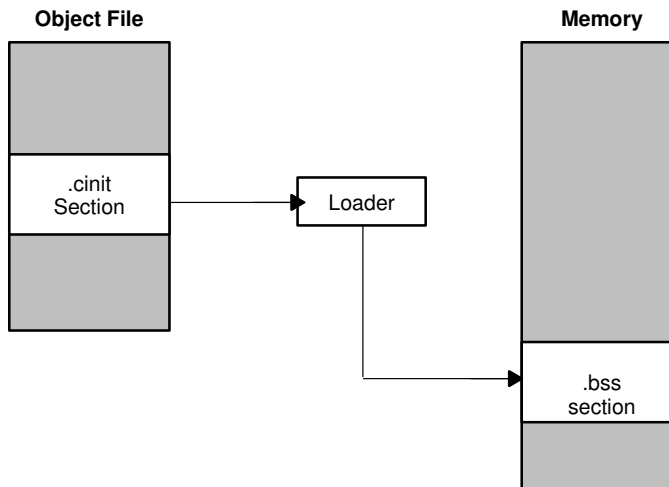 Object File
Memory
.cinit
Section
Loader
.bss
section